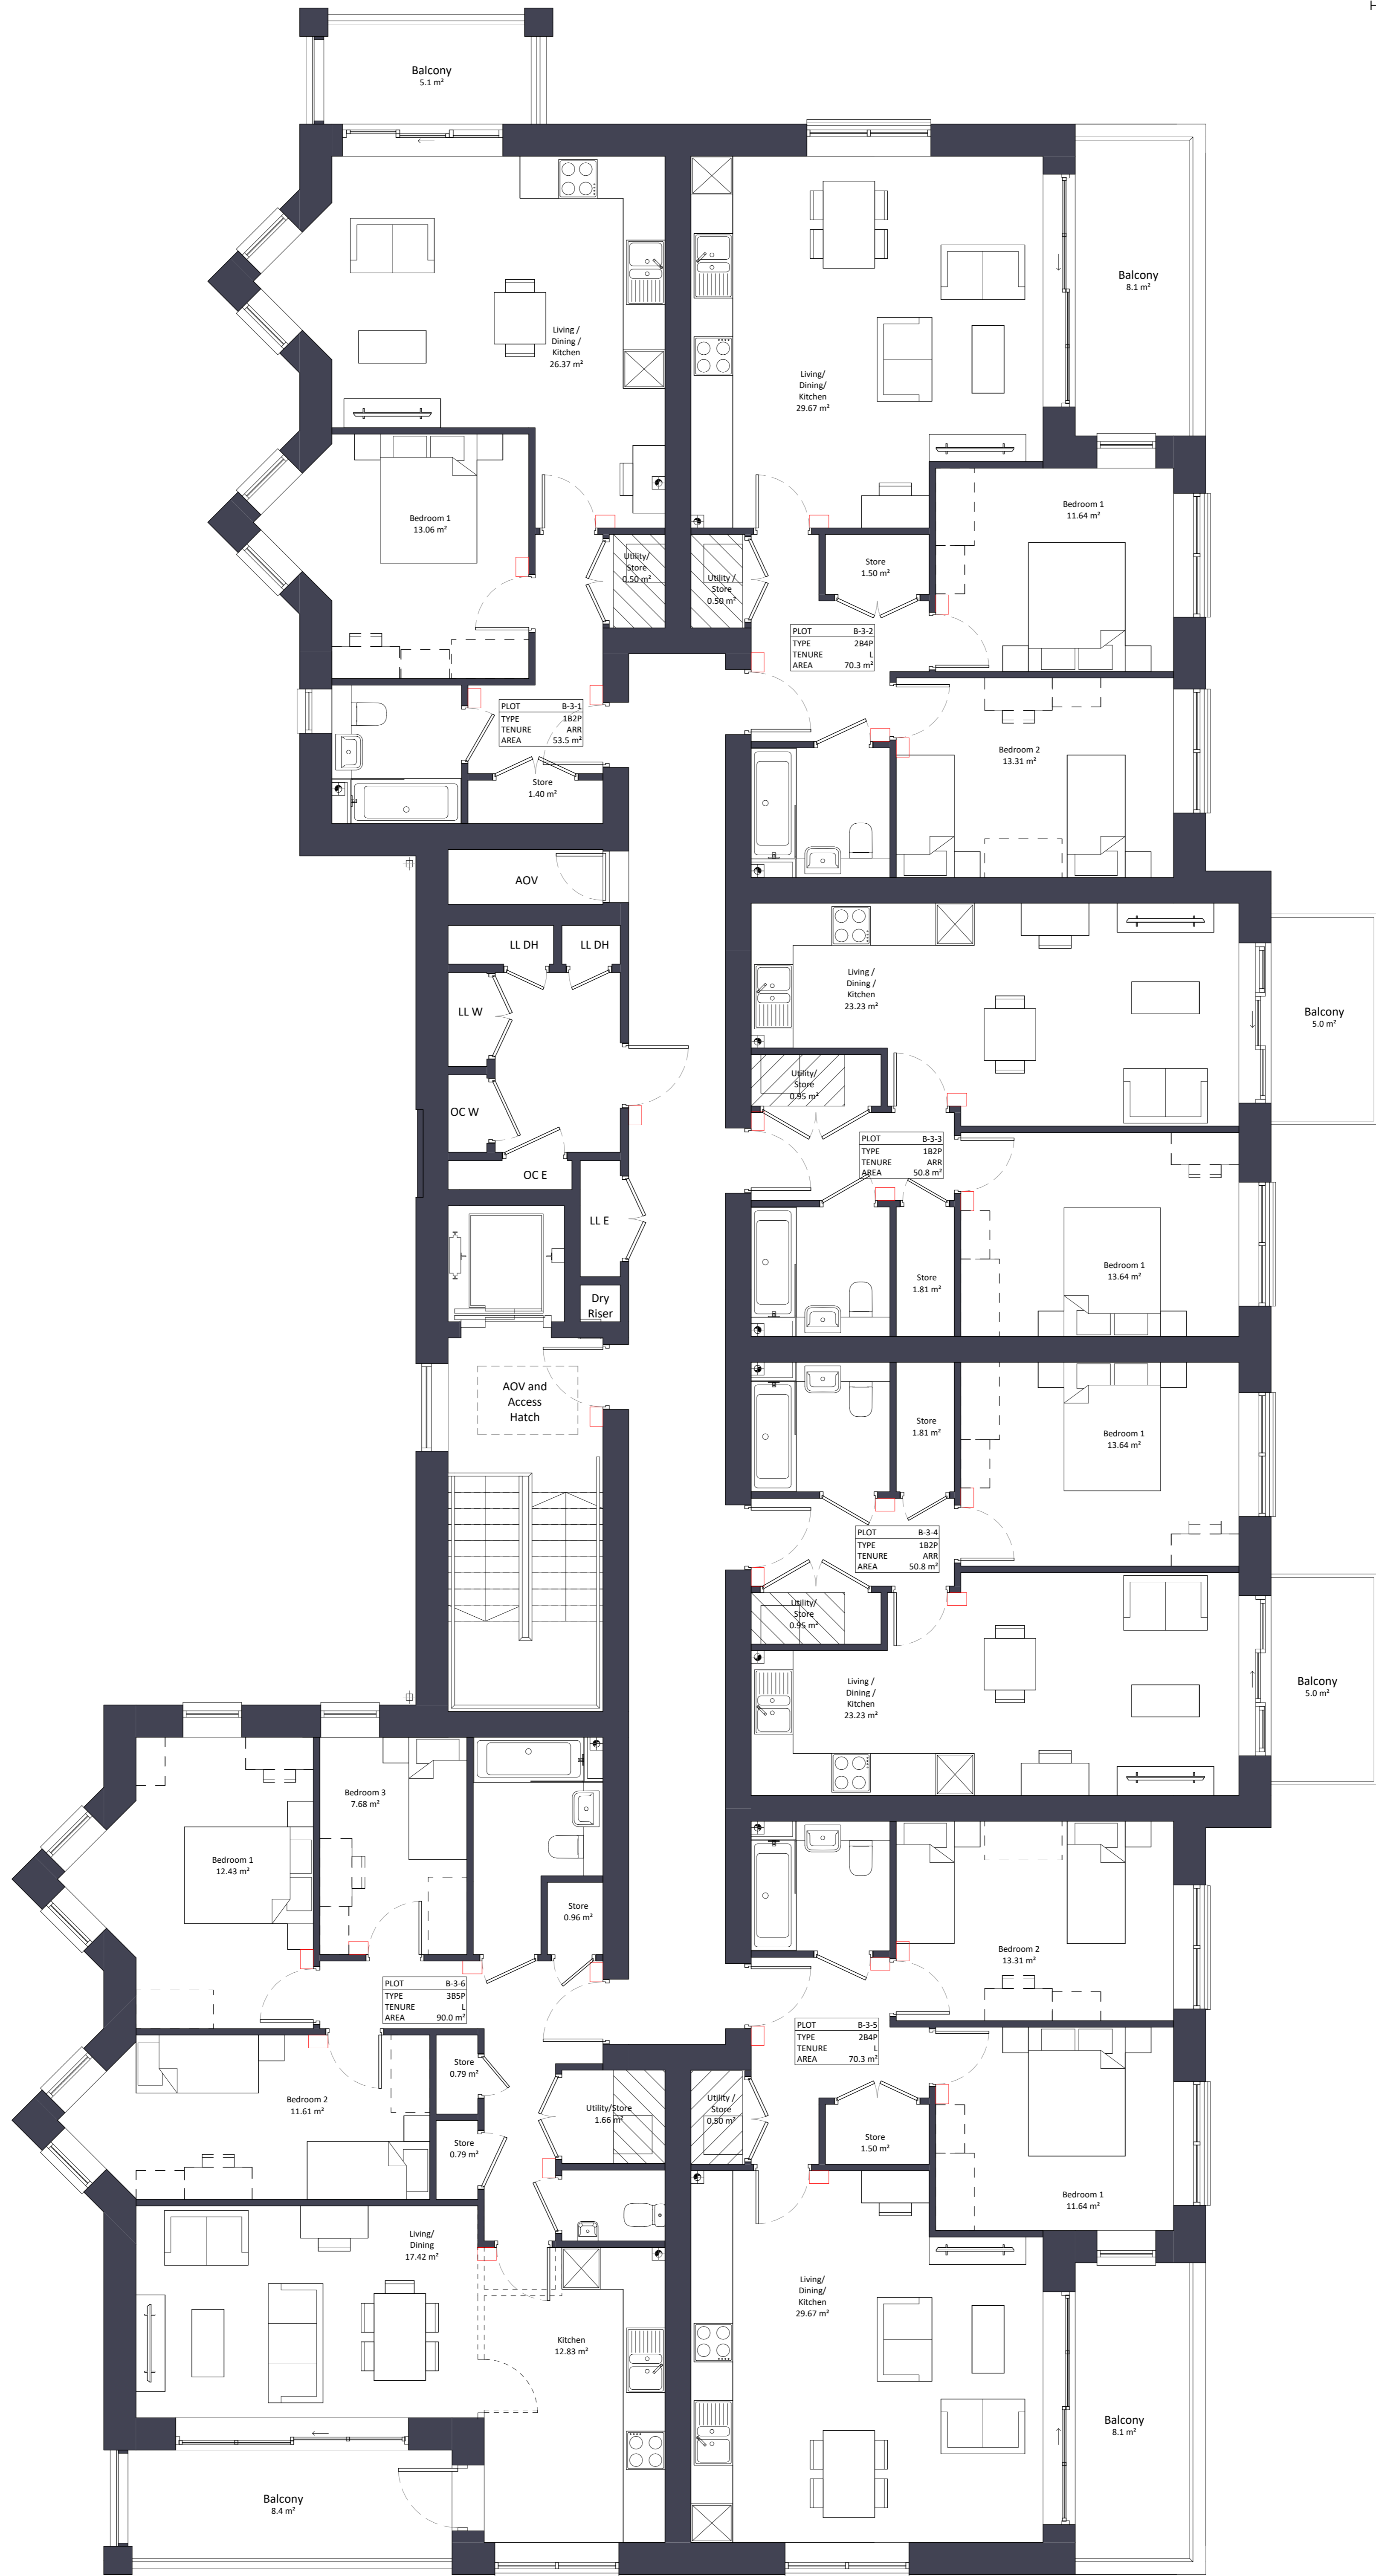 H
Balcony
5.1 m²
Living /
Dining /
Kitchen
26.37 m²
Living/
Dining/
Kitchen
29.67 m²
Balcony
8.1 m²
Bedroom 1
13.06 m²
Bedroom 1
11.64 m²
Utility/
Store
0.50 m²
Utility /
Store
0.50 m²
Store
1.50 m²
PLOT B-3-2
TYPE 2B4P
TENURE L
AREA 70.3 m²
PLOT B-3-1
TYPE 1B2P
TENURE ARR
AREA 53.5 m²
Bedroom 2
13.31 m²
Store
1.40 m²
AOV
LL DH
LL DH
LL W
OC W
OC E
LL E
Dry
Riser
Living /
Dining /
Kitchen
23.23 m²
Balcony
5.0 m²
Utility/
Store
0.95 m²
PLOT B-3-3
TYPE 1B2P
TENURE ARR
AREA 50.8 m²
Store
1.81 m²
Bedroom 1
13.64 m²
AOV and
Access
Hatch
Store
1.81 m²
Bedroom 1
13.64 m²
PLOT B-3-4
TYPE 1B2P
TENURE ARR
AREA 50.8 m²
Utility/
Store
0.95 m²
Living /
Dining /
Kitchen
23.23 m²
Balcony
5.0 m²
Bedroom 3
7.68 m²
Bedroom 1
12.43 m²
Store
0.96 m²
Bedroom 2
13.31 m²
PLOT B-3-6
TYPE 3B5P
TENURE L
AREA 90.0 m²
PLOT B-3-5
TYPE 2B4P
TENURE L
AREA 70.3 m²
Store
0.79 m²
Bedroom 2
11.61 m²
Utility/Store
1.66 m²
Utility /
Store
0.50 m²
Store
0.79 m²
Store
1.50 m²
Bedroom 1
11.64 m²
Living/
Dining
17.42 m²
Living/
Dining/
Kitchen
29.67 m²
Kitchen
12.83 m²
Balcony
8.1 m²
Balcony
8.4 m²